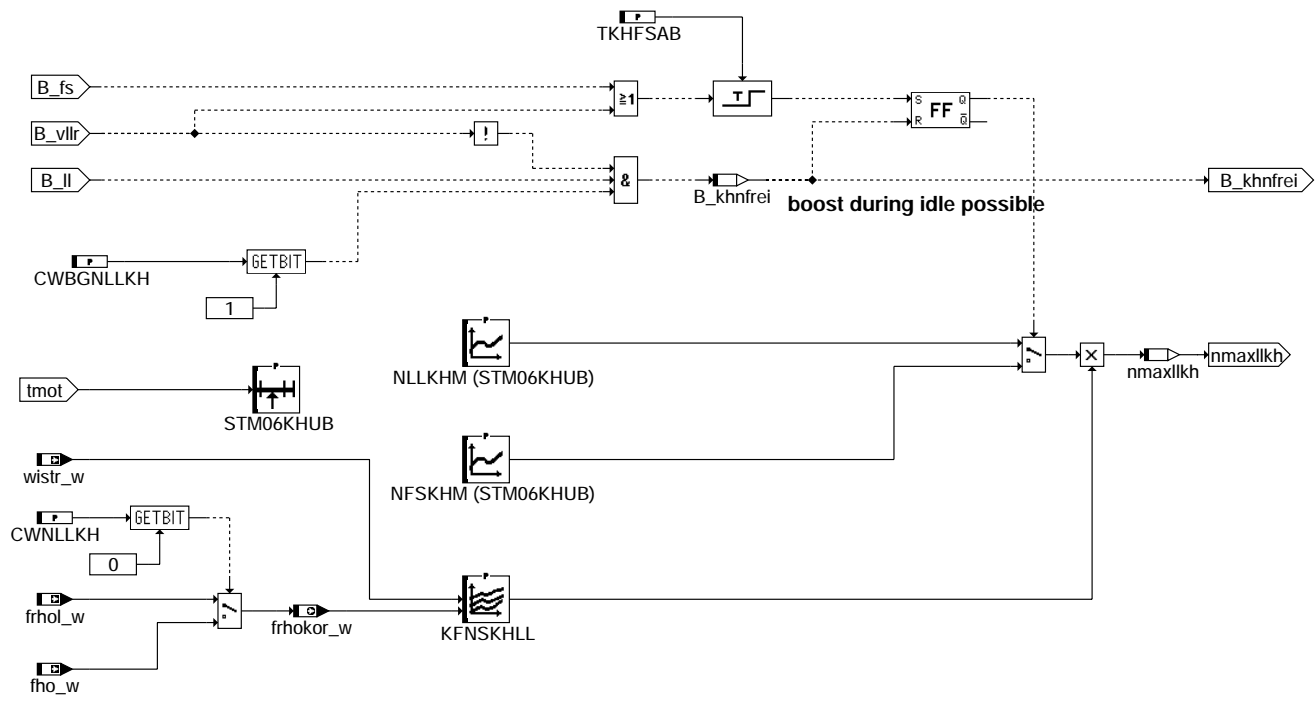 P
TKHFSAB
B_fs
≥1
T
S Q
FF
R Q̅
B_vllr
!
B_ll
&
B_khnfrei
B_khnfrei
boost during idle possible
P
CWBGNLLKH
GETBIT
1
P
NLLKHM (STM06KHUB)
x
nmaxllkh
nmaxllkh
tmot
P
STM06KHUB
wistr_w
P
NFSKHM (STM06KHUB)
P
CWNLLKH
GETBIT
0
frhol_w
frhokor_w
P
KFNSKHLL
fho_w